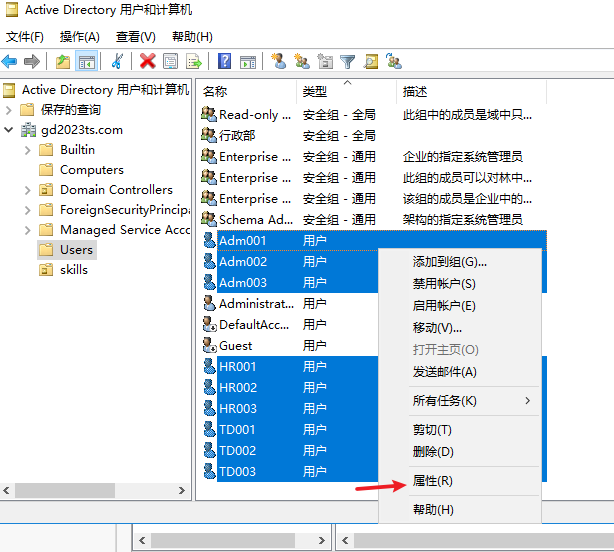 Active Directory 用户和计算机
文件(F) 操作(A) 查看(V) 帮助(H)
Active Directory 用户和计算机
保存的查询
gd2023ts.com
Builtin
Computers
Domain Controllers
ForeignSecurityPrincipa
Managed Service Acco
Users
skills
名称 类型 描述
Read-only ... 安全组 - 全局 此组中的成员是域中只...
行政部 安全组 - 全局
Enterprise ... 安全组 - 通用 企业的指定系统管理员
Enterprise ... 安全组 - 通用 此组的成员可以对林中...
Enterprise ... 安全组 - 通用 该组的成员是企业中的...
Schema Ad... 安全组 - 通用 架构的指定系统管理员
Adm001 用户
Adm002 用户
Adm003 用户
Administrat...
DefaultAcc... 用户
Guest 用户
HR001 用户
HR002 用户
HR003 用户
TD001 用户
TD002 用户
TD003 用户
添加到组(G)...
禁用帐户(S)
启用帐户(E)
移动(V)...
打开主页(O)
发送邮件(A)
所有任务(K)
剪切(T)
删除(D)
属性(R)
帮助(H)